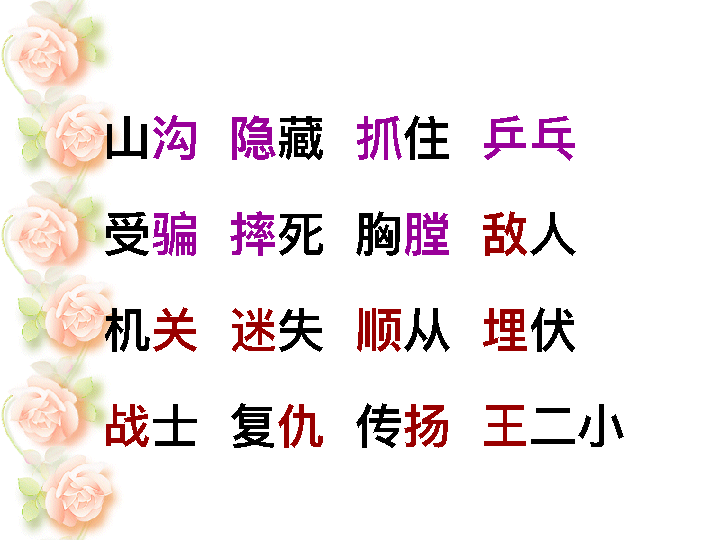 山沟 隐藏 抓住 乒乓
受骗 摔死 胸膛 敌人
机关 迷失 顺从 埋伏
战士 复仇 传扬 王二小